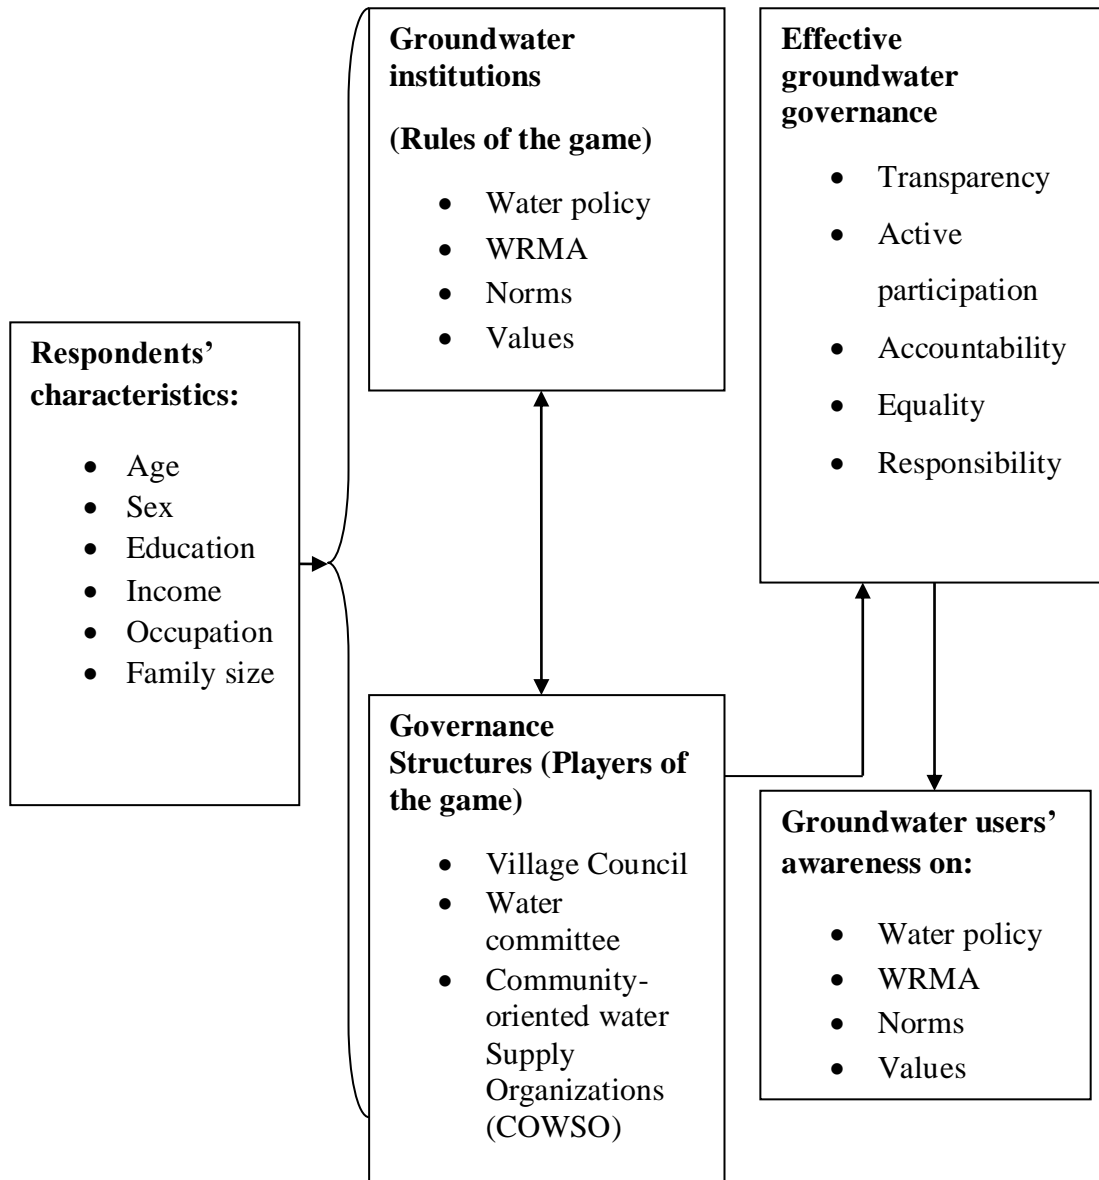 Respondents’
characteristics:
• Age
• Sex
• Education
• Income
• Occupation
• Family size
Groundwater
institutions
(Rules of the game)
• Water policy
• WRMA
• Norms
• Values
Governance
Structures (Players of
the game)
• Village Council
• Water
committee
• Community-
oriented water
Supply
Organizations
(COWSO)
Effective
groundwater
governance
• Transparency
• Active
participation
• Accountability
• Equality
• Responsibility
Groundwater users’
awareness on:
• Water policy
• WRMA
• Norms
• Values